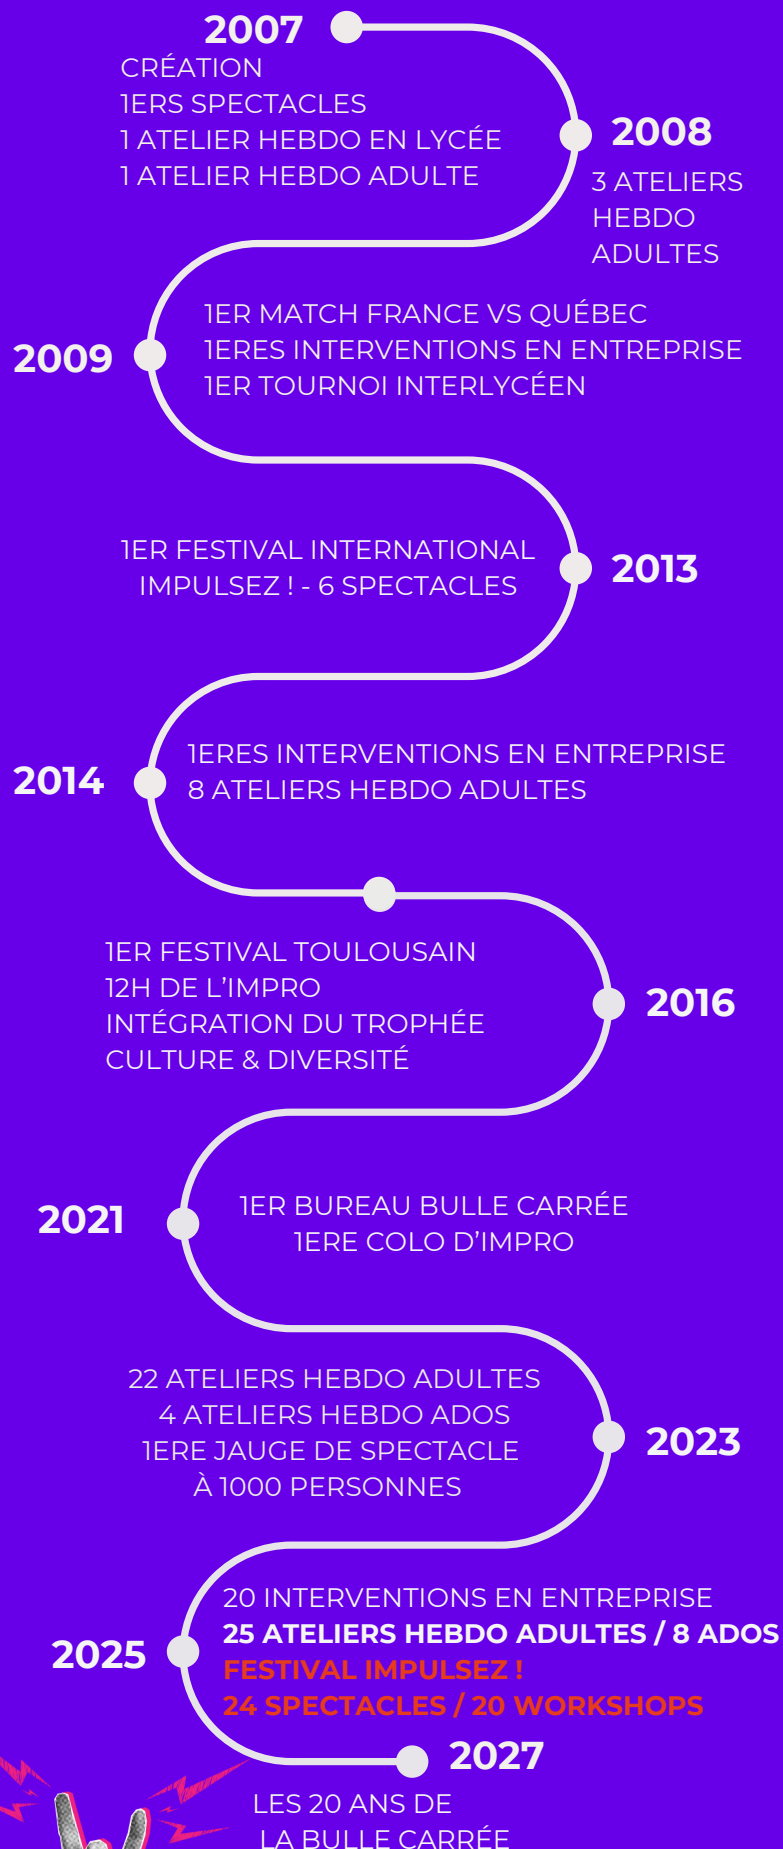 2007
CRÉATION
1ERS SPECTACLES
1 ATELIER HEBDO EN LYCÉE
1 ATELIER HEBDO ADULTE
2008
3 ATELIERS
HEBDO
ADULTES
2009
1ER MATCH FRANCE VS QUÉBEC
1ERES INTERVENTIONS EN ENTREPRISE
1ER TOURNOI INTERLYCÉEN
1ER FESTIVAL INTERNATIONAL
IMPULSEZ ! - 6 SPECTACLES
2013
2014
1ERES INTERVENTIONS EN ENTREPRISE
8 ATELIERS HEBDO ADULTES
1ER FESTIVAL TOULOUSAIN
12H DE L’IMPRO
INTÉGRATION DU TROPHÉE
CULTURE & DIVERSITÉ
2016
2021
1ER BUREAU BULLE CARRÉE
1ERE COLO D’IMPRO
22 ATELIERS HEBDO ADULTES
4 ATELIERS HEBDO ADOS
1ERE JAUGE DE SPECTACLE
À 1000 PERSONNES
2023
2025
20 INTERVENTIONS EN ENTREPRISE
25 ATELIERS HEBDO ADULTES / 8 ADOS
FESTIVAL IMPULSEZ !
24 SPECTACLES / 20 WORKSHOPS
2027
LES 20 ANS DE
LA BULLE CARRÉE